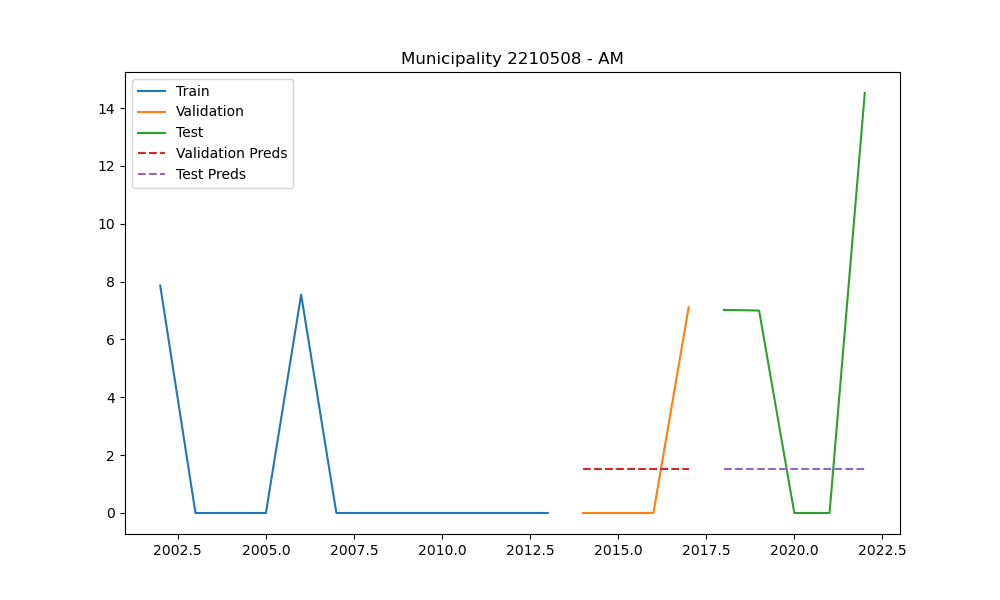 Municipality 2210508 - AM
Train
Validation
Test
Validation Preds
Test Preds
14
12
10
8
6
4
2
0
2002.5 2005.0 2007.5 2010.0 2012.5 2015.0 2017.5 2020.0 2022.5